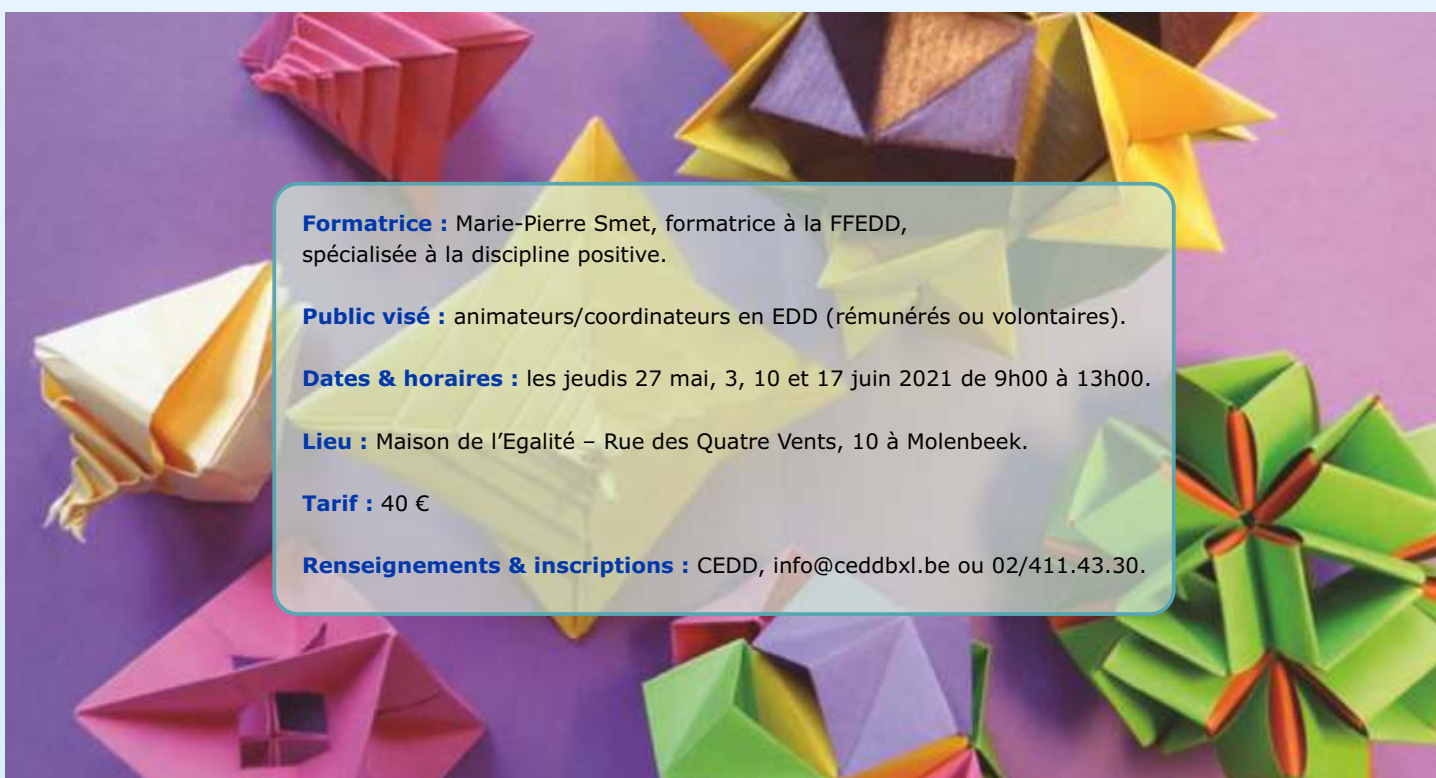 Formatrice : Marie-Pierre Smet, formatrice à la FFEDD,
spécialisée à la discipline positive.
Public visé : animateurs/coordinateurs en EDD (rémunérés ou volontaires).
Dates & horaires : les jeudis 27 mai, 3, 10 et 17 juin 2021 de 9h00 à 13h00.
Lieu : Maison de l’Egalité – Rue des Quatre Vents, 10 à Molenbeek.
Tarif : 40 €
Renseignements & inscriptions : CEDD, info@ceddbxl.be ou 02/411.43.30.